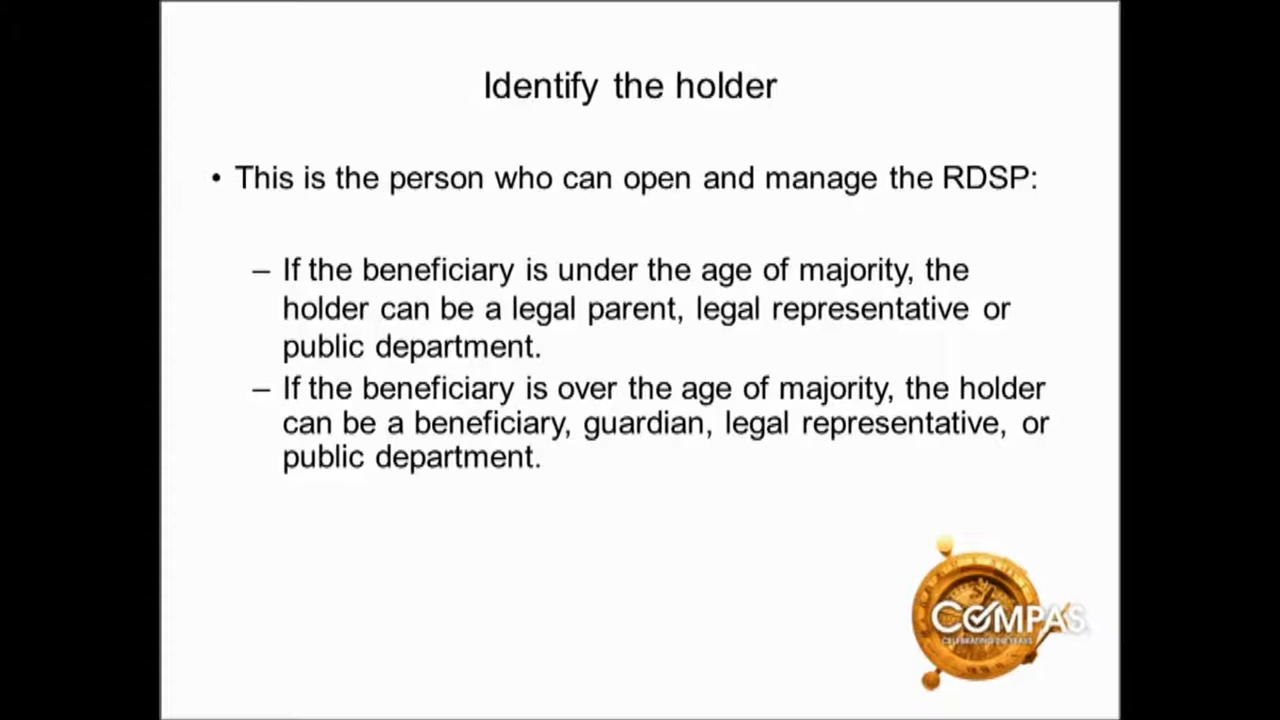 Identify the holder
• This is the person who can open and manage the RDSP:
– If the beneficiary is under the age of majority, the
holder can be a legal parent, legal representative or
public department.
– If the beneficiary is over the age of majority, the holder
can be a beneficiary, guardian, legal representative, or
public department.
COMPAS